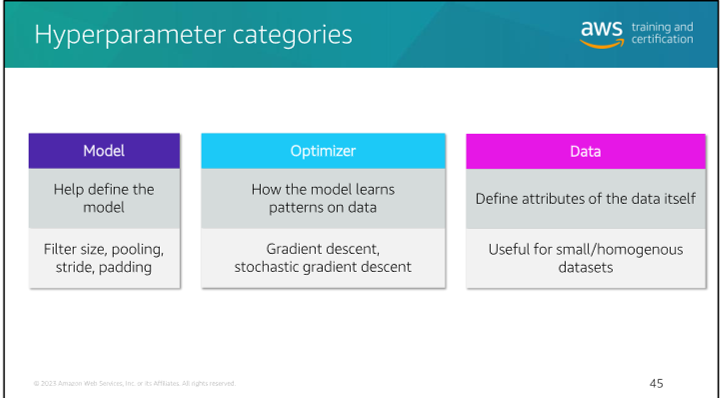 Hyperparameter categories
aws training and
certification
Model
Help define the
model
Filter size, pooling,
stride, padding
Optimizer
How the model learns
patterns on data
Gradient descent,
stochastic gradient descent
Data
Define attributes of the data itself
Useful for small/homogenous
datasets
© 2023 Amazon Web Services, Inc. or its Affiliates. All rights reserved.
45